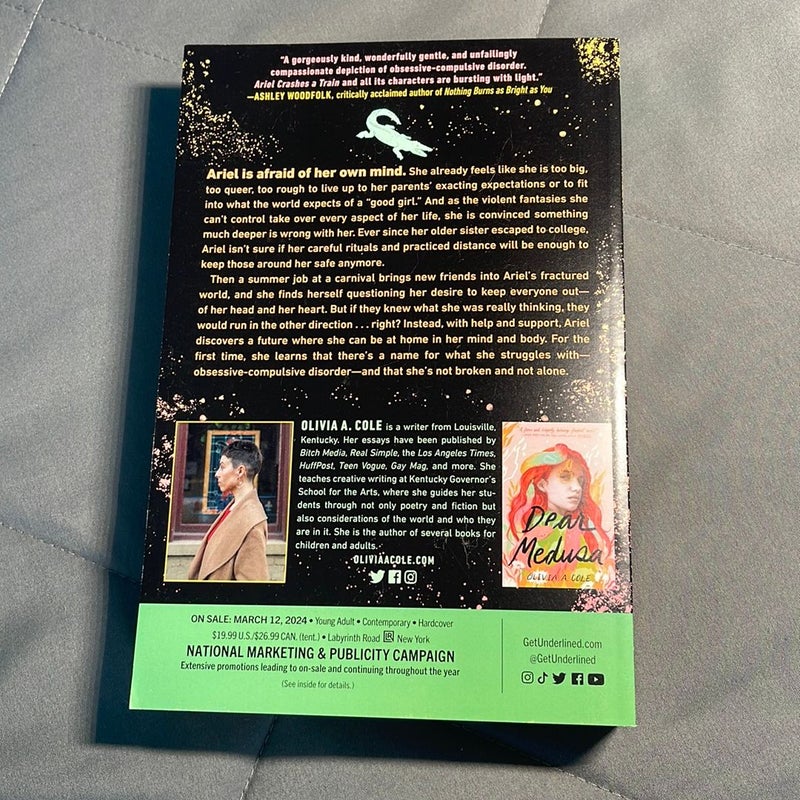 “A gorgeously kind, wonderfully gentle, and unfailingly
compassionate depiction of obsessive-compulsive disorder.
Ariel Crashes a Train and all its characters are bursting with light.”
—ASHLEY WOODFOLK, critically acclaimed author of Nothing Burns as Bright as You
Ariel is afraid of her own mind. She already feels like she is too big,
too queer, too rough to live up to her parents’ exacting expectations or to fit
into what the world expects of a “good girl.” And as the violent fantasies she
can’t control take over every aspect of her life, she is convinced something
much deeper is wrong with her. Ever since her older sister escaped to college,
Ariel isn’t sure if her careful rituals and practiced distance will be enough to
keep those around her safe anymore.
Then a summer job at a carnival brings new friends into Ariel’s fractured
world, and she finds herself questioning her desire to keep everyone out—
of her head and her heart. But if they knew what she was really thinking, they
would run in the other direction . . . right? Instead, with help and support, Ariel
discovers a future where she can be at home in her mind and body. For the
first time, she learns that there’s a name for what she struggles with—
obsessive-compulsive disorder—and that she’s not broken and not alone.
OLIVIA A. COLE is a writer from Louisville,
Kentucky. Her essays have been published by
Bitch Media, Real Simple, the Los Angeles Times,
HuffPost, Teen Vogue, Gay Mag, and more. She
teaches creative writing at Kentucky Governor’s
School for the Arts, where she guides her stu-
dents through not only poetry and fiction but
also considerations of the world and who they
are in it. She is the author of several books for
children and adults.
OLIVIAACOLE.COM
Dear
Medusa
OLIVIA A. COLE
ON SALE: MARCH 12, 2024 • Young Adult • Contemporary • Hardcover
$19.99 U.S./$26.99 CAN. (tent.) • Labyrinth Road LR New York
NATIONAL MARKETING & PUBLICITY CAMPAIGN
Extensive promotions leading to on-sale and continuing throughout the year
(See inside for details.)
GetUnderlined.com
@GetUnderlined